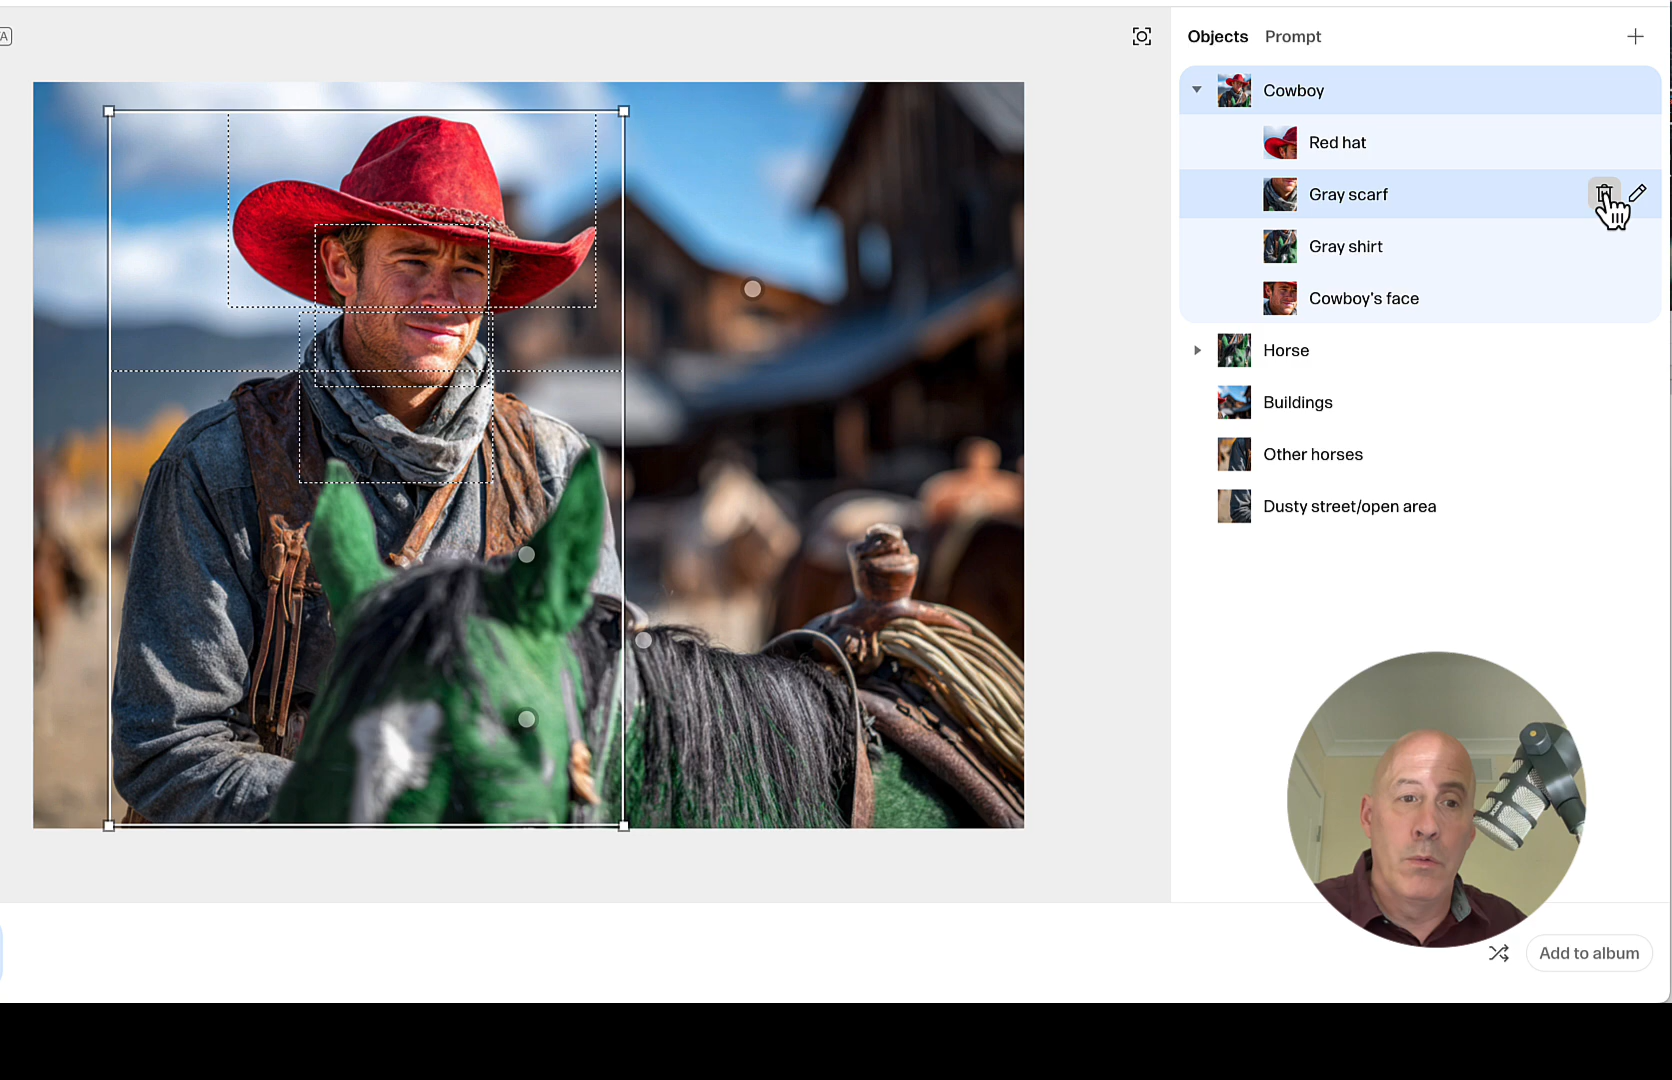 A
Objects Prompt
Cowboy
Red hat
Gray scarf
Gray shirt
Cowboy's face
Horse
Buildings
Other horses
Dusty street/open area
Add to album